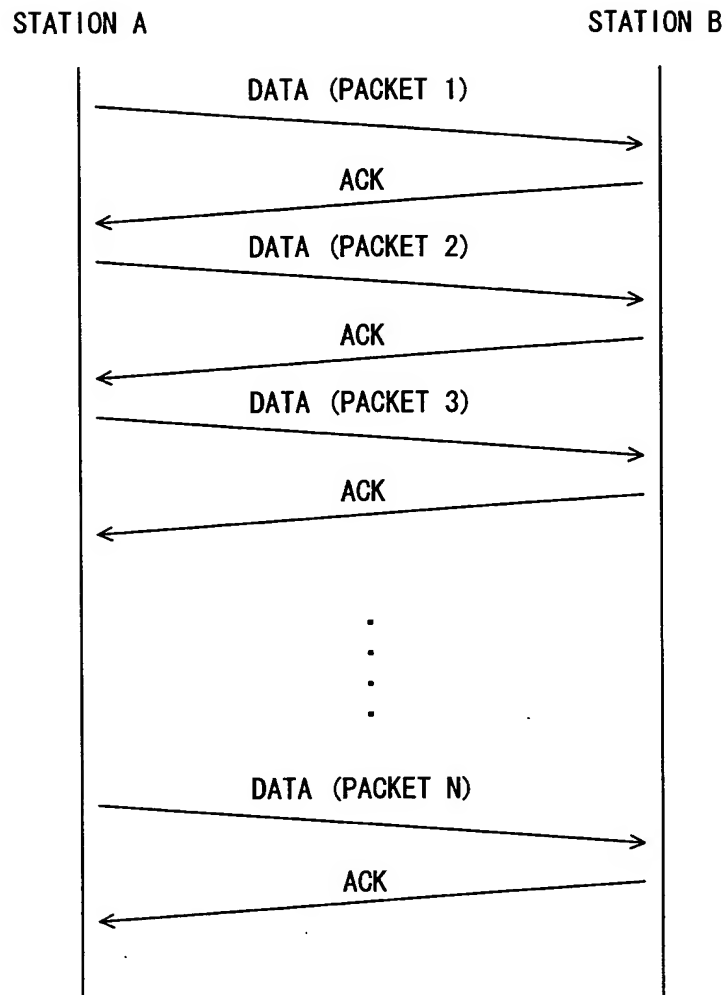 STATION A
STATION B
DATA (PACKET 1)
ACK
DATA (PACKET 2)
ACK
DATA (PACKET 3)
ACK
DATA (PACKET N)
ACK